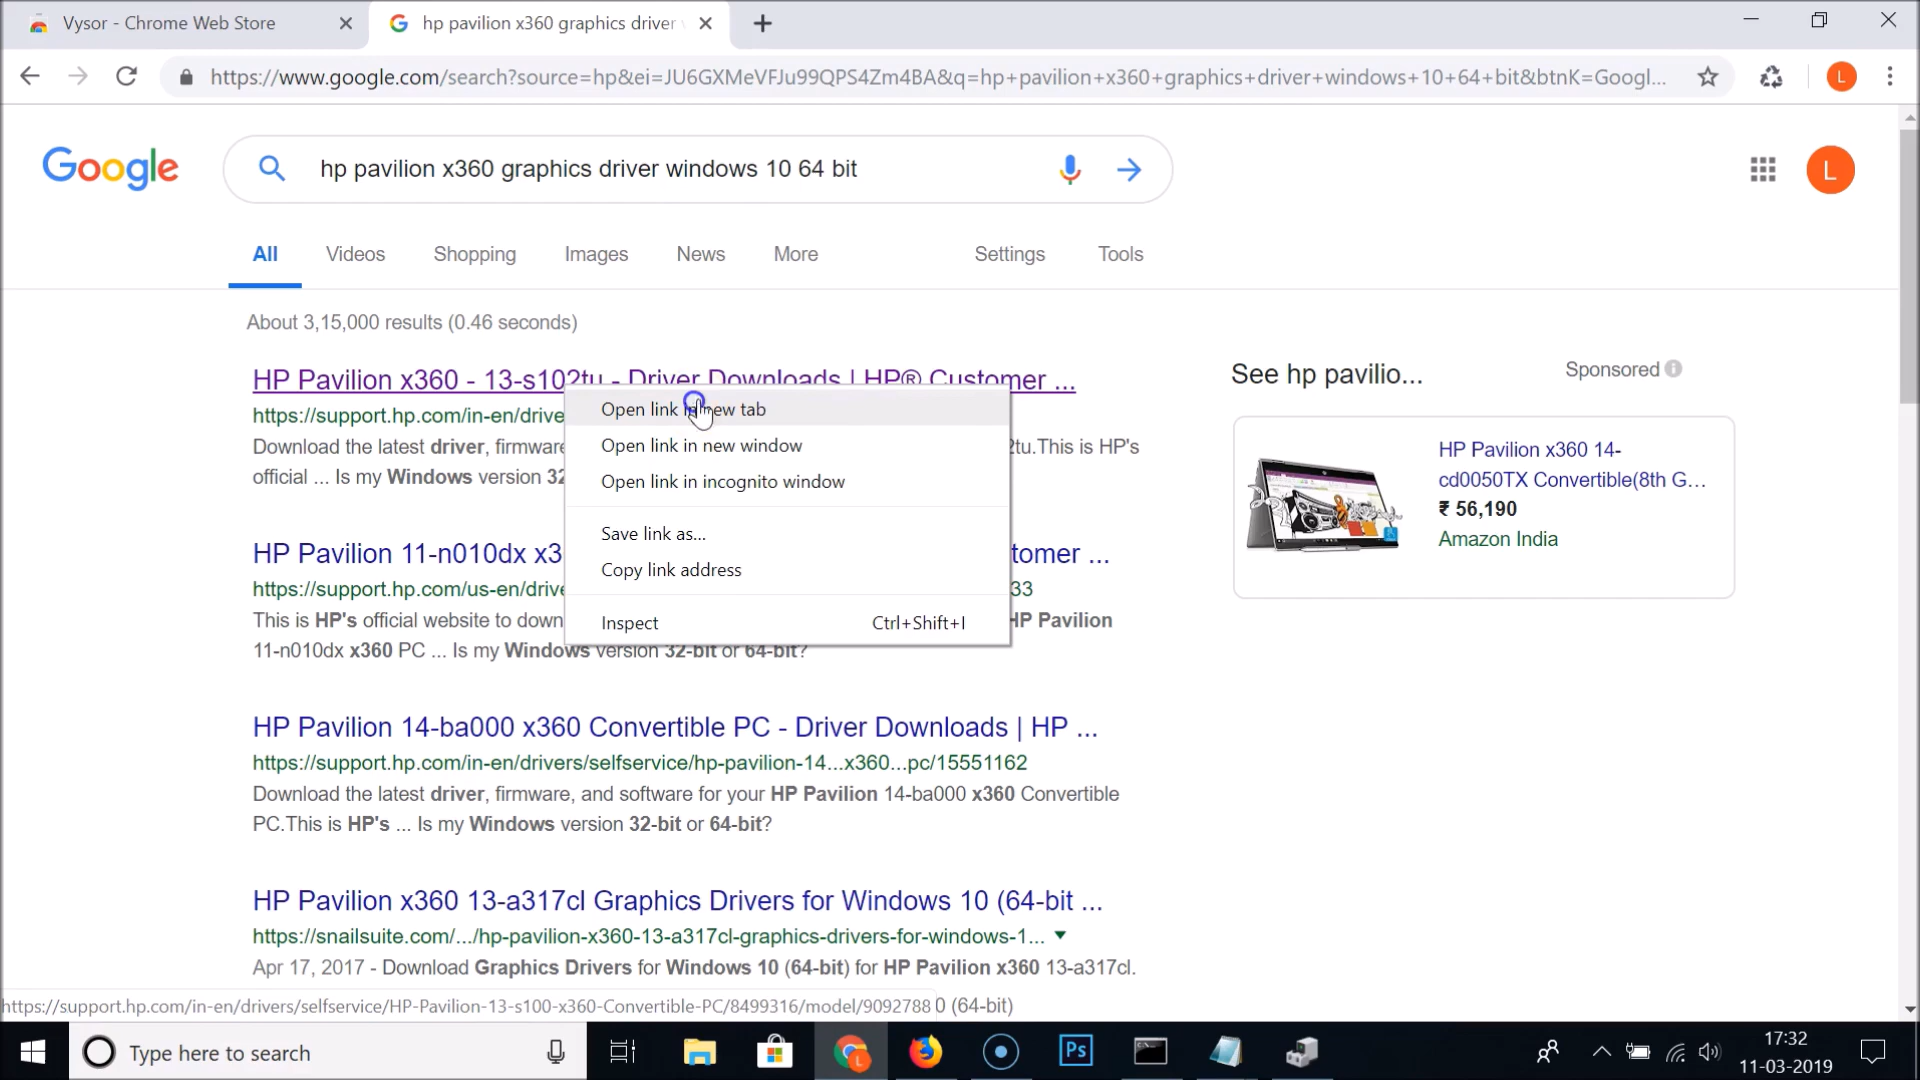 Vysor - Chrome Web Store
hp pavilion x360 graphics driver
https://www.google.com/search?source=hp&ei=JU6GXMeVFJu99QPS4Zm4BA&q=hp+pavilion+x360+graphics+driver+windows+10+64+bit&btnK=Googl...
L
Google
hp pavilion x360 graphics driver windows 10 64 bit
L
All Videos Shopping Images News More Settings Tools
About 3,15,000 results (0.46 seconds)
HP Pavilion x360 - 13-s102tu - Driver Downloads | HP® Customer ...
https://support.hp.com/in-en/drive
Download the latest driver, firmware 2tu.This is HP's
official ... Is my Windows version 32
Open link in new tab
Open link in new window
Open link in incognito window
Save link as...
Copy link address
Inspect Ctrl+Shift+I
HP Pavilion 11-n010dx x3 tomer ...
https://support.hp.com/us-en/drive 33
This is HP's official website to down HP Pavilion
11-n010dx x360 PC ... Is my Windows version 32-bit or 64-bit?
HP Pavilion 14-ba000 x360 Convertible PC - Driver Downloads | HP ...
https://support.hp.com/in-en/drivers/selfservice/hp-pavilion-14...x360...pc/15551162
Download the latest driver, firmware, and software for your HP Pavilion 14-ba000 x360 Convertible
PC.This is HP's ... Is my Windows version 32-bit or 64-bit?
HP Pavilion x360 13-a317cl Graphics Drivers for Windows 10 (64-bit ...
https://snailsuite.com/.../hp-pavilion-x360-13-a317cl-graphics-drivers-for-windows-1...
Apr 17, 2017 - Download Graphics Drivers for Windows 10 (64-bit) for HP Pavilion x360 13-a317cl.
https://support.hp.com/in-en/drivers/selfservice/HP-Pavilion-13-s100-x360-Convertible-PC/8499316/model/9092788 0 (64-bit)
See hp pavilio...
Sponsored
HP Pavilion x360 14-
cd0050TX Convertible(8th G...
₹ 56,190
Amazon India
Type here to search
L
Ps
17:32
11-03-2019